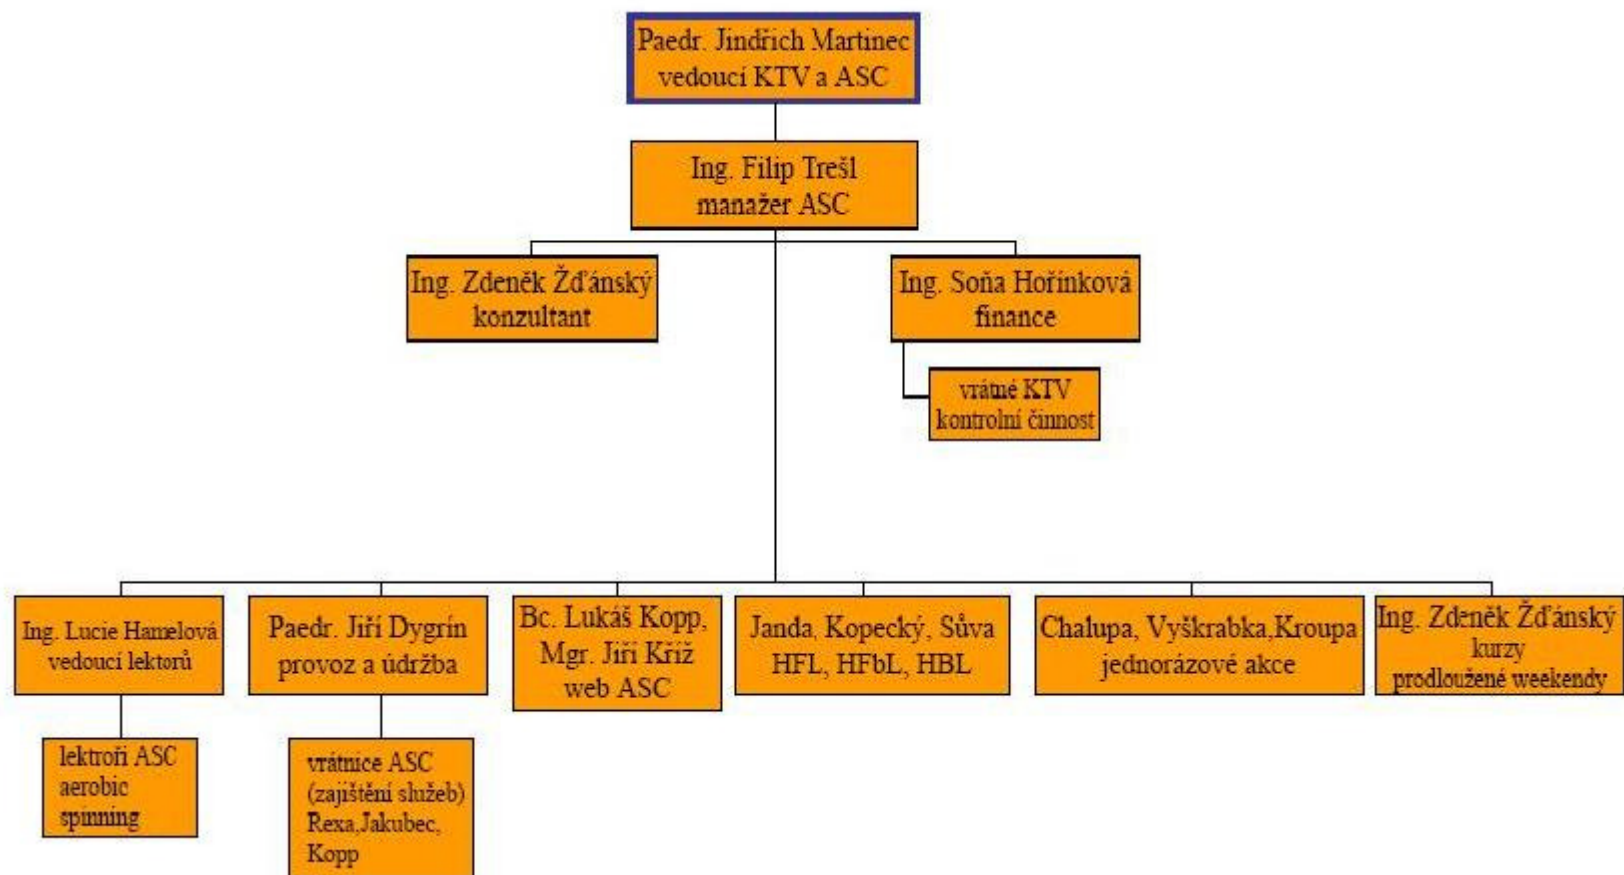 Paedr. Jindřich Martinec
vedoucí KTV a ASC
Ing. Filip Trešl
manažer ASC
Ing. Zdeněk Žďánský
konzultant
Ing. Soňa Hořínková
finance
vrátné KTV
kontrolní činnost
Ing. Lucie Hamelová
vedoucí lektorů
Paedr. Jiří Dygrín
provoz a údržba
Bc. Lukáš Kopp,
Mgr. Jiří Kříž
web ASC
Janda, Kopecký, Sůva
HFL, HFbL, HBL
Chalupa, Vyškrabka,Kroupa
jednorázové akce
Ing. Zdeněk Žďánský
kurzy
prodloužené weekendy
lektroři ASC
aerobic
spinning
vrátnice ASC
(zajištění služeb)
Rexa,Jakubec,
Kopp